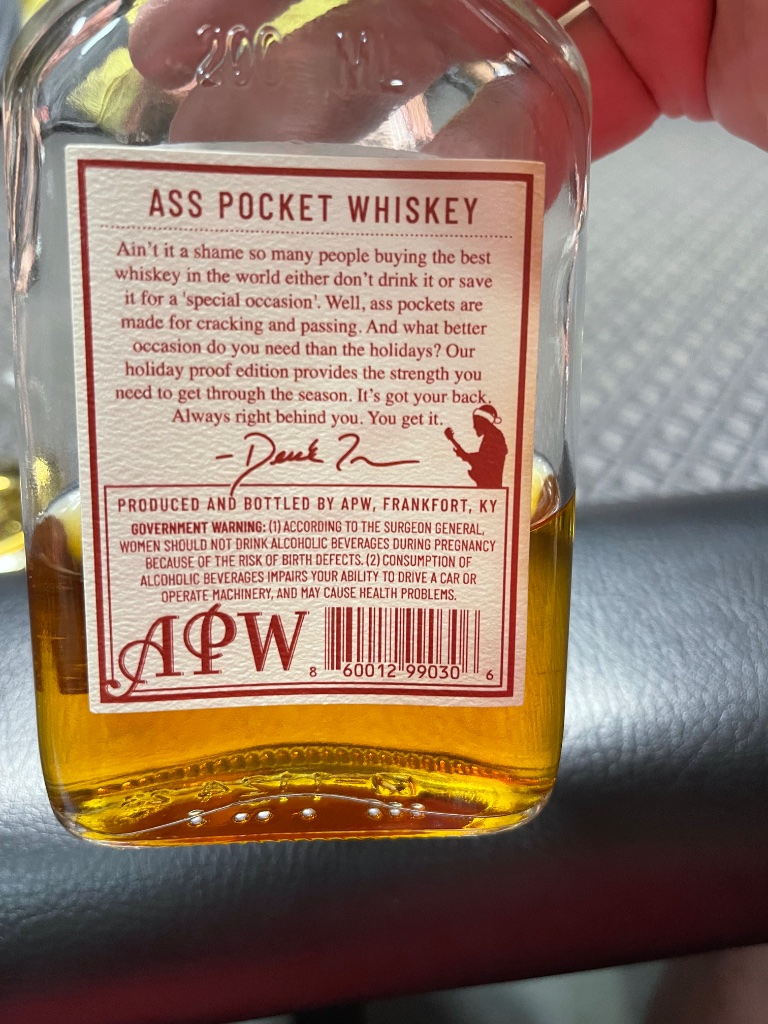 200 ML
ASS POCKET WHISKEY
Ain't it a shame so many people buying the best
whiskey in the world either don't drink it or save
it for a 'special occasion'. Well, ass pockets are
made for cracking and passing. And what better
occasion do you need than the holidays? Our
holiday proof edition provides the strength you
need to get through the season. It's got your back.
Always right behind you. You get it.
PRODUCED AND BOTTLED BY APW, FRANKFORT, KY
GOVERNMENT WARNING: (1) ACCORDING TO THE SURGEON GENERAL,
WOMEN SHOULD NOT DRINK ALCOHOLIC BEVERAGES DURING PREGNANCY
BECAUSE OF THE RISK OF BIRTH DEFECTS. (2) CONSUMPTION OF
ALCOHOLIC BEVERAGES IMPAIRS YOUR ABILITY TO DRIVE A CAR OR
OPERATE MACHINERY, AND MAY CAUSE HEALTH PROBLEMS.
APW
8 60012 99030 6